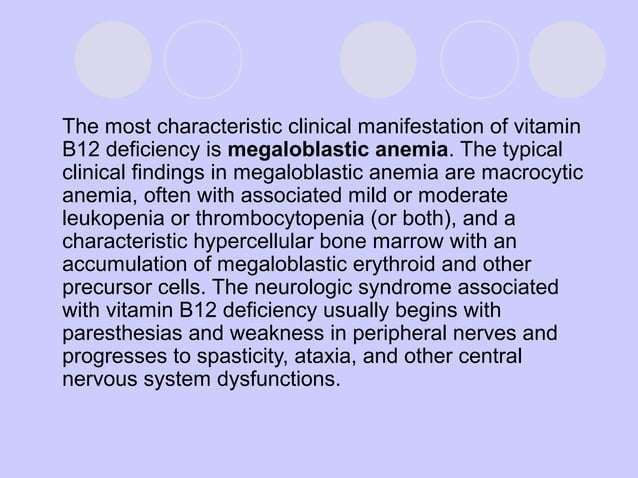 The most characteristic clinical manifestation of vitamin
B12 deficiency is megaloblastic anemia. The typical
clinical findings in megaloblastic anemia are macrocytic
anemia, often with associated mild or moderate
leukopenia or thrombocytopenia (or both), and a
characteristic hypercellular bone marrow with an
accumulation of megaloblastic erythroid and other
precursor cells. The neurologic syndrome associated
with vitamin B12 deficiency usually begins with
paresthesias and weakness in peripheral nerves and
progresses to spasticity, ataxia, and other central
nervous system dysfunctions.